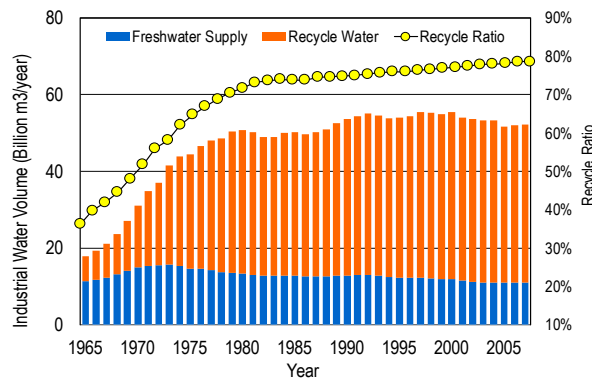 Freshwater Supply Recycle Water Recycle Ratio
Industrial Water Volume (Billion m3/year)
80
60
40
20
0
90%
80%
70%
60%
50%
40%
30%
20%
10%
Recycle Ratio
1965 1970 1975 1980 1985 1990 1995 2000 2005
Year